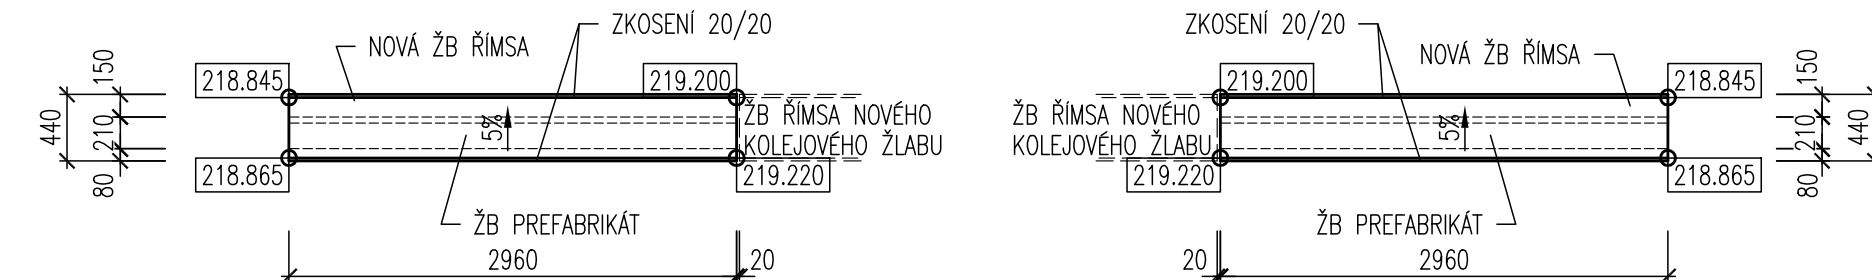 ZKOSENÍ 20/20
NOVÁ ŽB ŘÍMSA
218.845
219.200
150
440
210
80
5%
ŽB ŘÍMSA NOVÉHO
KOLEJOVÉHO ŽLABU
218.865
219.220
ŽB PREFABRIKÁT
2960
20
ZKOSENÍ 20/20
NOVÁ ŽB ŘÍMSA
219.200
218.845
150
ŽB ŘÍMSA NOVÉHO
KOLEJOVÉHO ŽLABU
5%
210
440
80
219.220
218.865
ŽB PREFABRIKÁT
20
2960